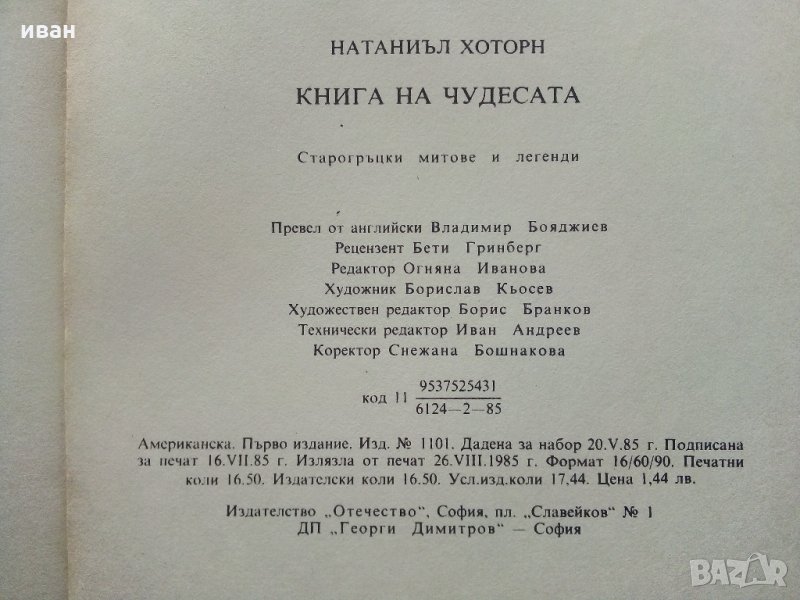 иван
НАТАНИЪЛ ХОТОРН
КНИГА НА ЧУДЕСАТА
Старогръцки митове и легенди
Превел от английски Владимир Бояджиев
Рецензент Бети Гринберг
Редактор Огняна Иванова
Художник Борислав Кьосев
Художествен редактор Борис Бранков
Технически редактор Иван Андреев
Коректор Снежана Бошнакова
9537525431
код 11
6124—2—85
Американска. Първо издание. Изд. № 1101. Дадена за набор 20.V.85 г. Подписана
за печат 16.VII.85 г. Излязла от печат 26.VIII.1985 г. Формат 16/60/90. Печатни
коли 16.50. Издателски коли 16.50. Усл.изд.коли 17,44. Цена 1,44 лв.
Издателство „Отечество“, София, пл. „Славейков“ № 1
ДП „Георги Димитров“ — София
BAZAR